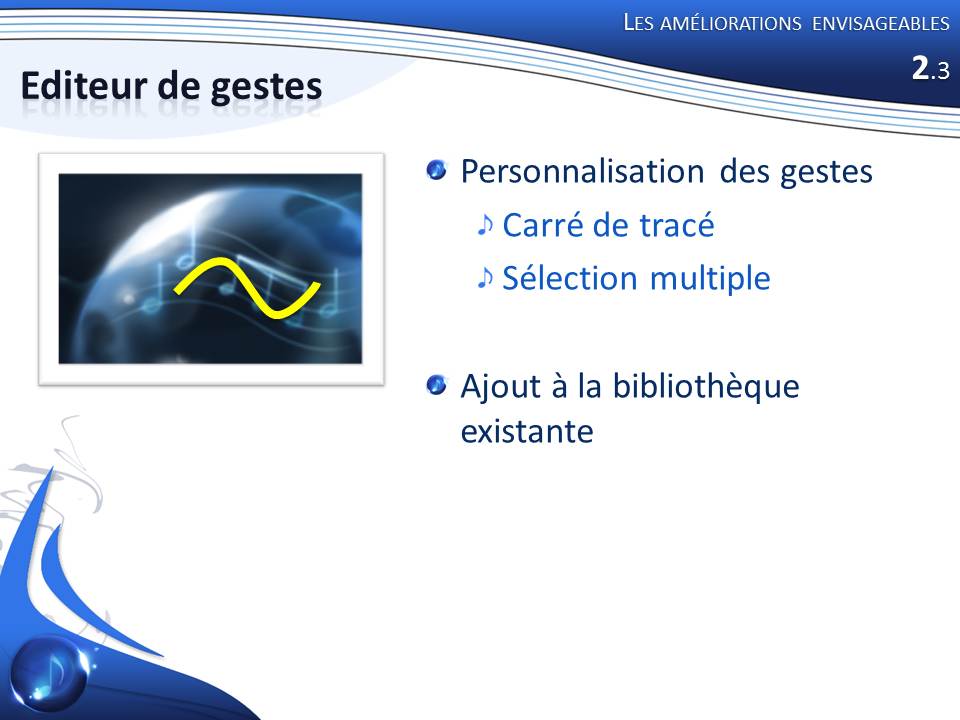 Les améliorations envisageables
2.3
Editeur de gestes
Personnalisation des gestes
Carré de tracé
Sélection multiple
Ajout à la bibliothèque
existante